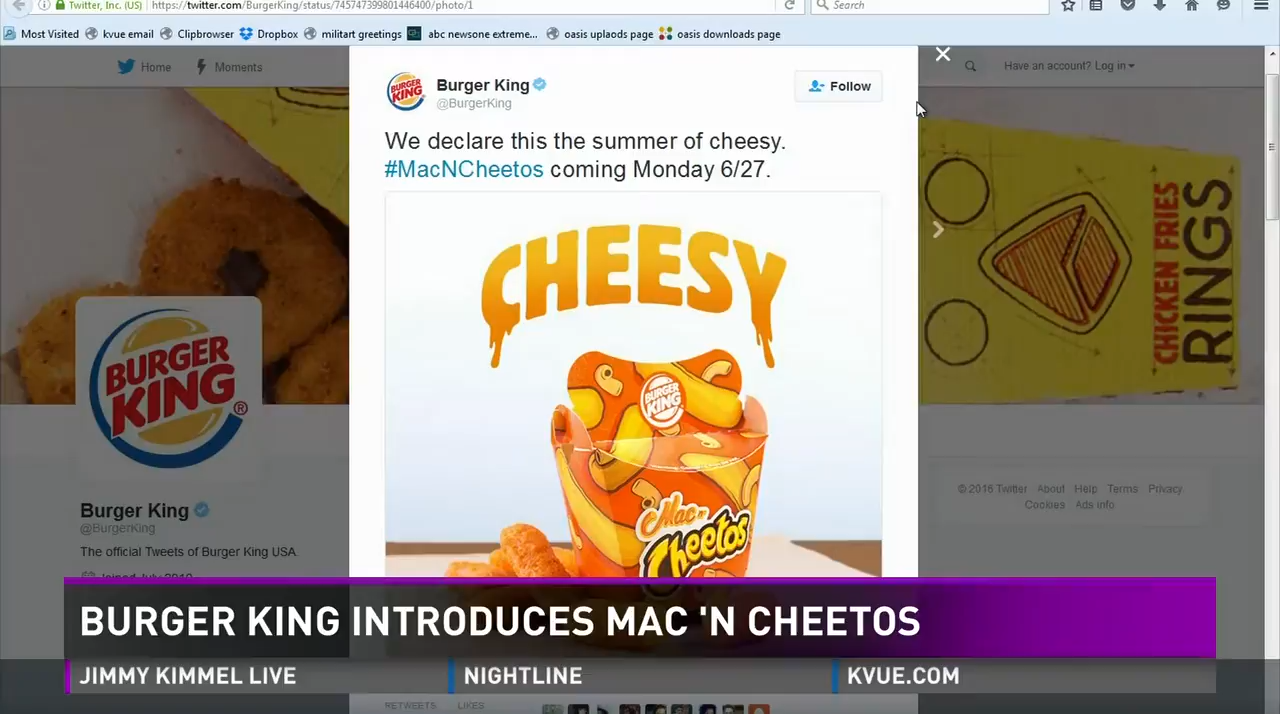 Twitter, Inc. (US)
https://twitter.com/BurgerKing/status/745747399801446400/photo/1
Search
Most Visited
kvue email
Clipbrowser
Dropbox
militart greetings
abc newsone extreme...
oasis uplaods page
oasis downloads page
Home
Moments
Have an account? Log in
BURGER KING
Burger King
@BurgerKing
Follow
We declare this the summer of cheesy.
#MacNCheetos coming Monday 6/27.
CHEESY
BURGER
KING
Mac n'
Cheetos
CHICKEN FRIES
RINGS
BURGER
KING®
Burger King
@BurgerKing
The official Tweets of Burger King USA.
© 2016 Twitter About Help Terms Privacy
Cookies Ads info
BURGER KING INTRODUCES MAC 'N CHEETOS
JIMMY KIMMEL LIVE
NIGHTLINE
KVUE.COM
RETWEETS
LIKES